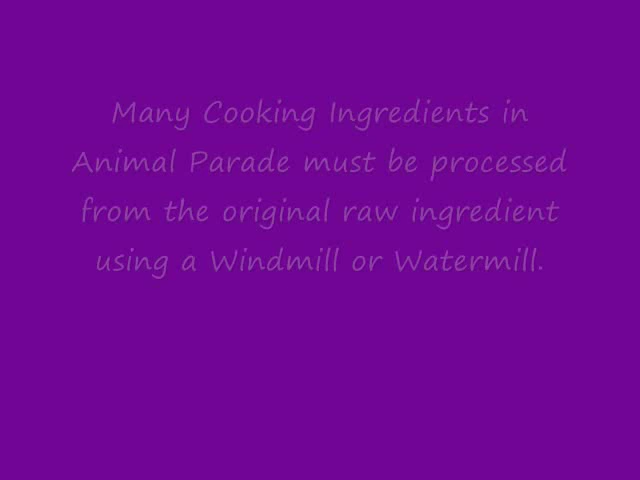 Many Cooking Ingredients in
Animal Parade must be processed
from the original raw ingredient
using a Windmill or Watermill.